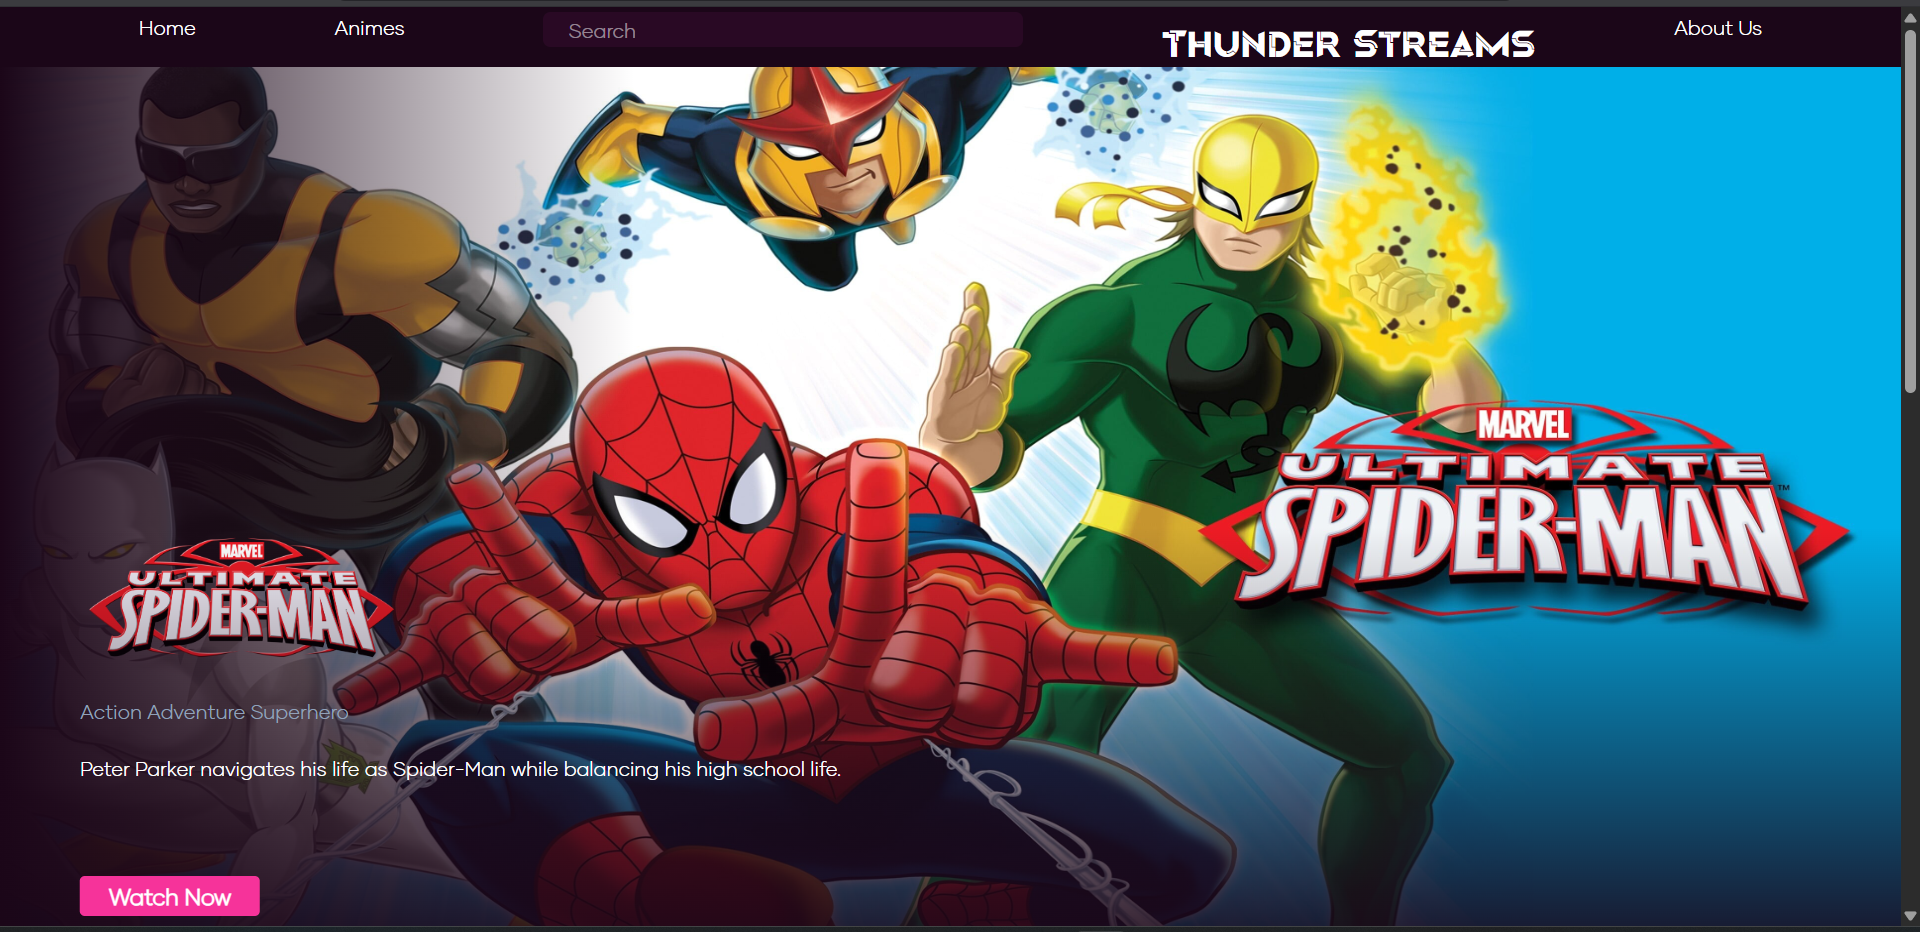 Home
Animes
Search
THUNDER STREAMS
About Us
MARVEL
ULTIMATE
SPIDER-MAN
TM
MARVEL
ULTIMATE
SPIDER-MAN
Action Adventure Superhero
Peter Parker navigates his life as Spider-Man while balancing his high school life.
Watch Now